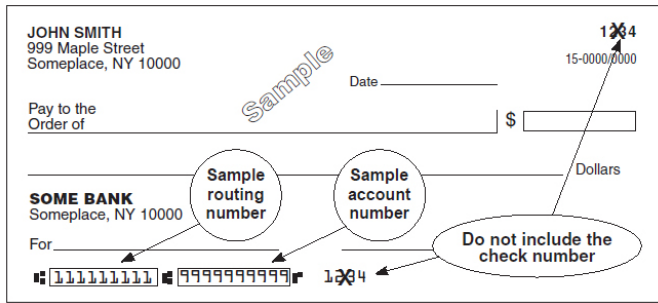 JOHN SMITH
999 Maple Street
Someplace, NY 10000
1234
15-0000/0000
Sample
Date
Pay to the
Order of
$
Dollars
Sample
routing
number
Sample
account
number
SOME BANK
Someplace, NY 10000
For
Do not include the
check number
⑆111111111⑆ 9999999999⑈ 1234